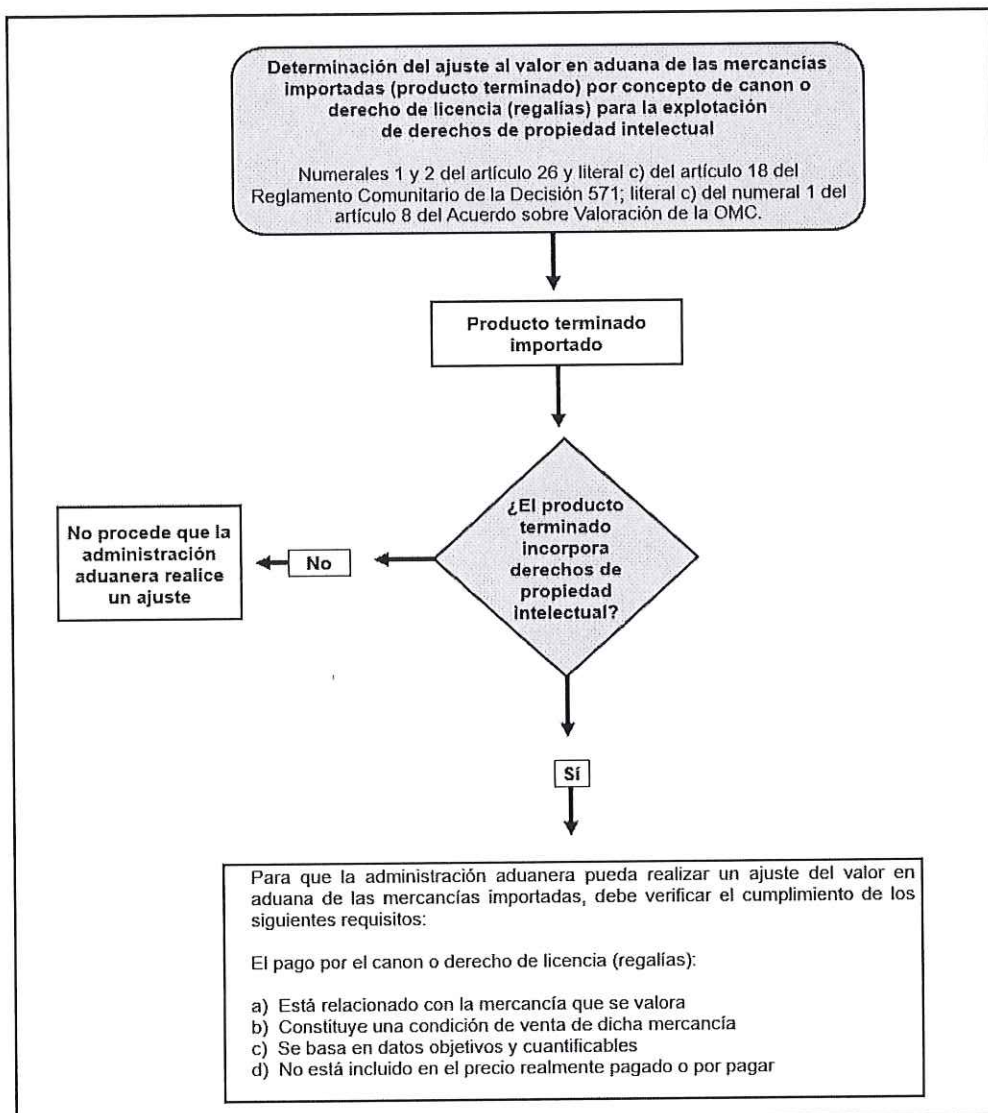 Determinación del ajuste al valor en aduana de las mercancías
importadas (producto terminado) por concepto de canon o
derecho de licencia (regalías) para la explotación
de derechos de propiedad intelectual
Numerales 1 y 2 del artículo 26 y literal c) del artículo 18 del
Reglamento Comunitario de la Decisión 571; literal c) del numeral 1 del
artículo 8 del Acuerdo sobre Valoración de la OMC.
Producto terminado
importado
¿El producto
terminado
incorpora
derechos de
propiedad
intelectual?
No
No procede que la
administración
aduanera realice
un ajuste
Sí
Para que la administración aduanera pueda realizar un ajuste del valor en
aduana de las mercancías importadas, debe verificar el cumplimiento de los
siguientes requisitos:
El pago por el canon o derecho de licencia (regalías):
a) Está relacionado con la mercancía que se valora
b) Constituye una condición de venta de dicha mercancía
c) Se basa en datos objetivos y cuantificables
d) No está incluido en el precio realmente pagado o por pagar